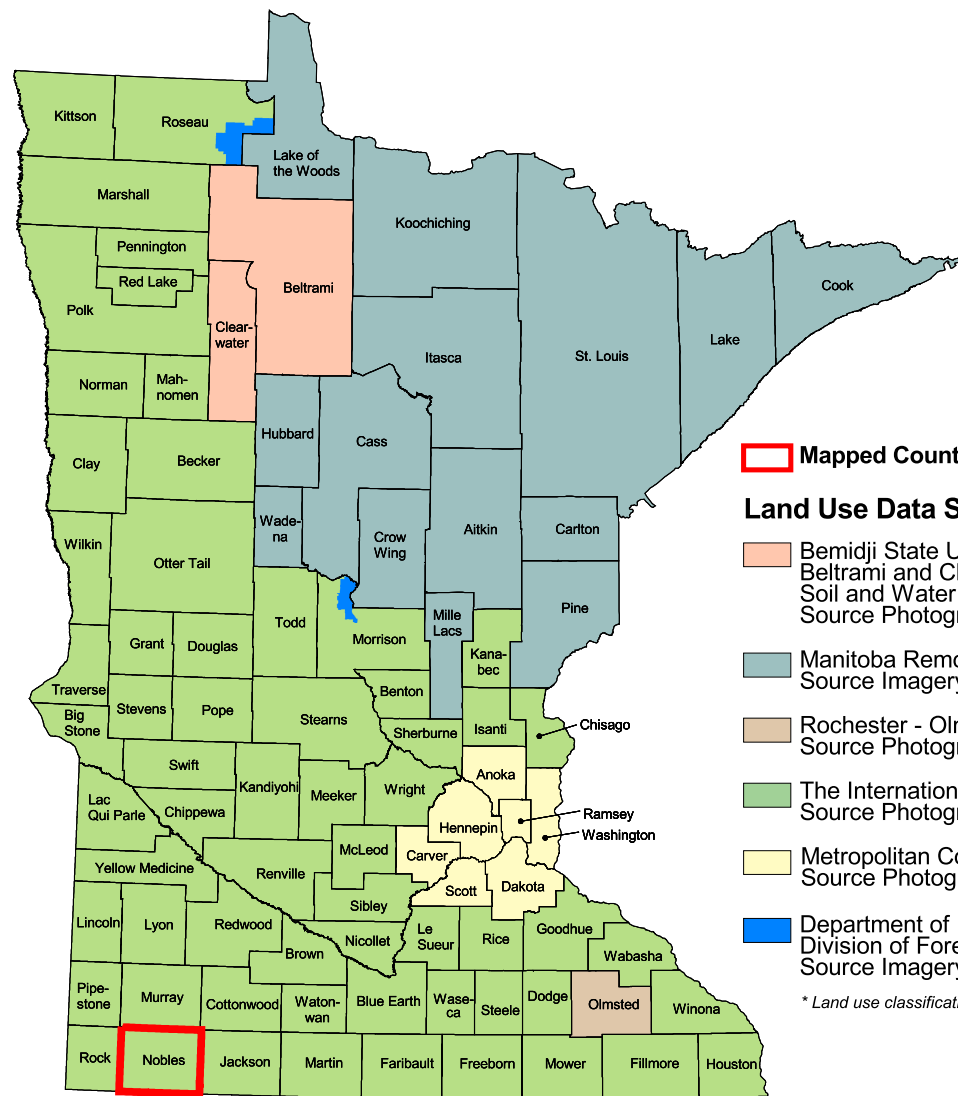 Kittson
Roseau
Lake of
the Woods
Marshall
Koochiching
Pennington
Red Lake
Beltrami
Cook
Polk
Clear-
water
Lake
Itasca
St. Louis
Norman
Mah-
nomen
Hubbard
Cass
Clay
Becker
Wade-
na
Crow
Wing
Aitkin
Carlton
Wilkin
Otter Tail
Pine
Todd
Mille
Lacs
Morrison
Grant
Douglas
Kana-
bec
Traverse
Benton
Big
Stone
Stevens
Pope
Stearns
Sherburne
Isanti
Chisago
Swift
Anoka
Kandiyohi
Meeker
Wright
Lac
Qui Parle
Chippewa
Ramsey
Hennepin
Washington
McLeod
Carver
Yellow Medicine
Renville
Scott
Dakota
Sibley
Lincoln
Lyon
Redwood
Nicollet
Le
Sueur
Rice
Goodhue
Brown
Wabasha
Pipe-
stone
Murray
Cottonwood
Waton-
wan
Blue Earth
Wase-
ca
Steele
Dodge
Olmsted
Winona
Rock
Nobles
Jackson
Martin
Faribault
Freeborn
Mower
Fillmore
Houston
Mapped Count
Land Use Data S
Bemidji State U
Beltrami and Cl
Soil and Water
Source Photogr
Manitoba Remo
Source Imagery
Rochester - Olm
Source Photogr
The International
Source Photogr
Metropolitan Co
Source Photogr
Department of
Division of Fore
Source Imagery
* Land use classificati